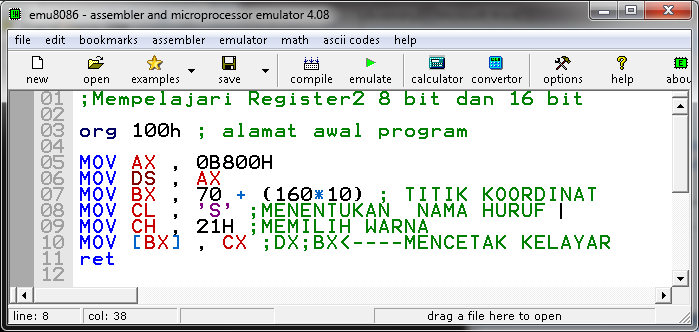 emu8086 - assembler and microprocessor emulator 4.08
file edit bookmarks assembler emulator math ascii codes help
new open examples save compile emulate calculator convertor options help abou
01 ;Mempelajari Register2 8 bit dan 16 bit
02
03 org 100h ; alamat awal program
04
05 MOV AX , 0B800H
06 MOV DS , AX
07 MOV BX , 70 + (160*10) ; TITIK KOORDINAT
08 MOV CL , 'S' ;MENENTUKAN  NAMA HURUF
09 MOV CH , 21H ;MEMILIH WARNA
10 MOV [BX] , CX ;DX;BX<----MENCETAK KELAYAR
11 ret
12
line: 8 col: 38 drag a file here to open